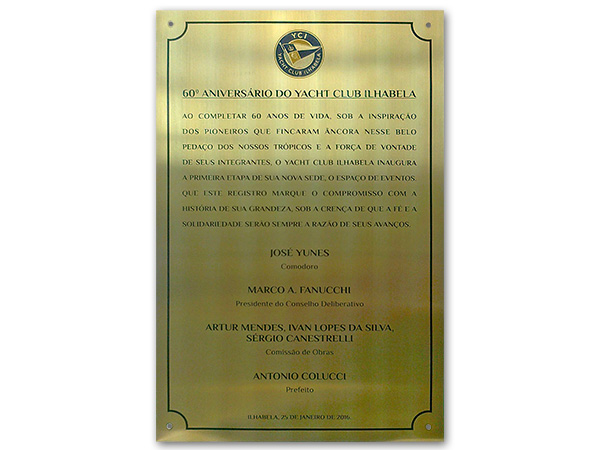 YCI
YACHT CLUB ILHABELA
60º ANIVERSÁRIO DO YACHT CLUB ILHABELA
AO COMPLETAR 60 ANOS DE VIDA, SOB A INSPIRAÇÃO
DOS PIONEIROS QUE FINCARAM ÂNCORA NESSE BELO
PEDAÇO DOS NOSSOS TRÓPICOS E A FORÇA DE VONTADE
DE SEUS INTEGRANTES, O YACHT CLUB ILHABELA INAUGURA
A PRIMEIRA ETAPA DE SUA NOVA SEDE, O ESPAÇO DE EVENTOS.
QUE ESTE REGISTRO MARQUE O COMPROMISSO COM A
HISTÓRIA DE SUA GRANDEZA, SOB A CRENÇA DE QUE A FÉ E A
SOLIDARIEDADE SERÃO SEMPRE A RAZÃO DE SEUS AVANÇOS.
JOSÉ YUNES
Comodoro
MARCO A. FANUCCHI
Presidente do Conselho Deliberativo
ARTUR MENDES, IVAN LOPES DA SILVA,
SÉRGIO CANESTRELLI
Comissão de Obras
ANTONIO COLUCCI
Prefeito
ILHABELA, 25 DE JANEIRO DE 2016